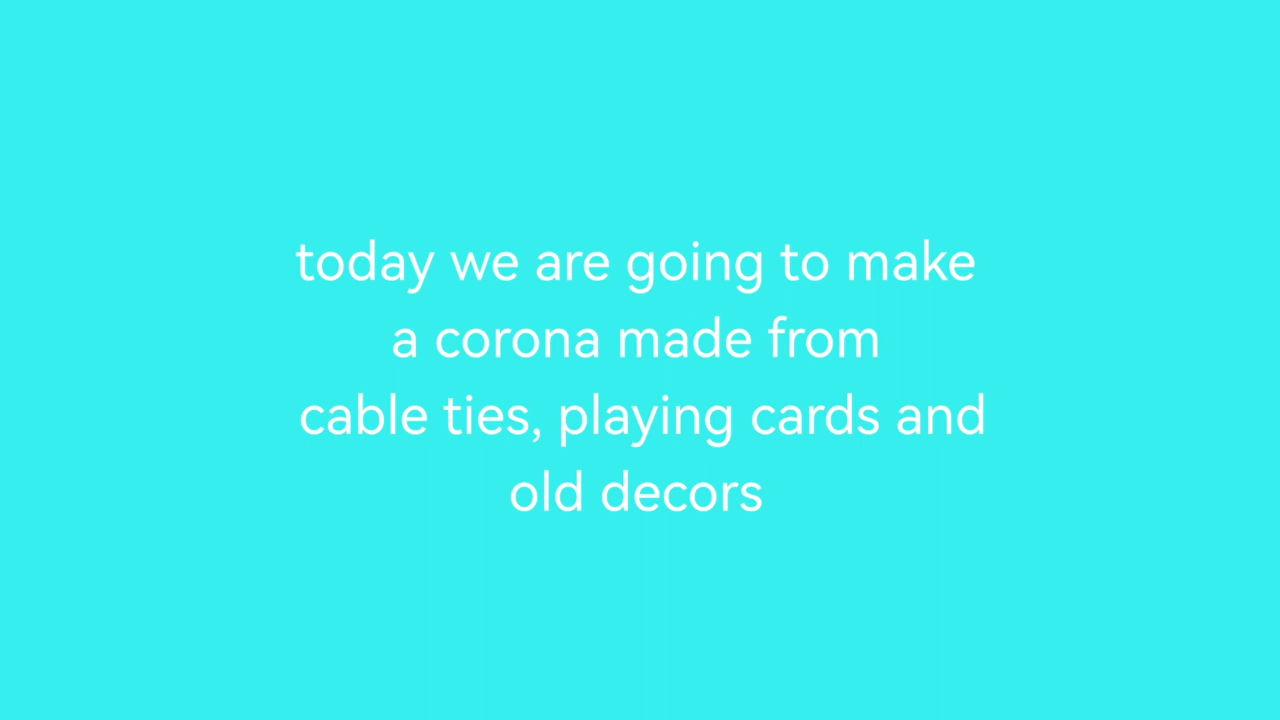 today we are going to make
a corona made from
cable ties, playing cards and
old decors